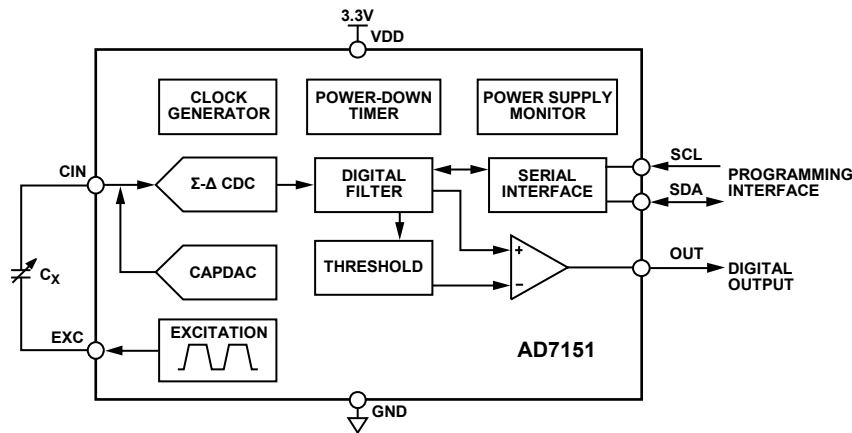 3.3V
VDD
CLOCK
GENERATOR
POWER-DOWN
TIMER
POWER SUPPLY
MONITOR
CIN
Σ-Δ CDC
DIGITAL
FILTER
SERIAL
INTERFACE
SCL
SDA
PROGRAMMING
INTERFACE
CX
CAPDAC
THRESHOLD
+
−
OUT
DIGITAL
OUTPUT
EXC
EXCITATION
AD7151
GND